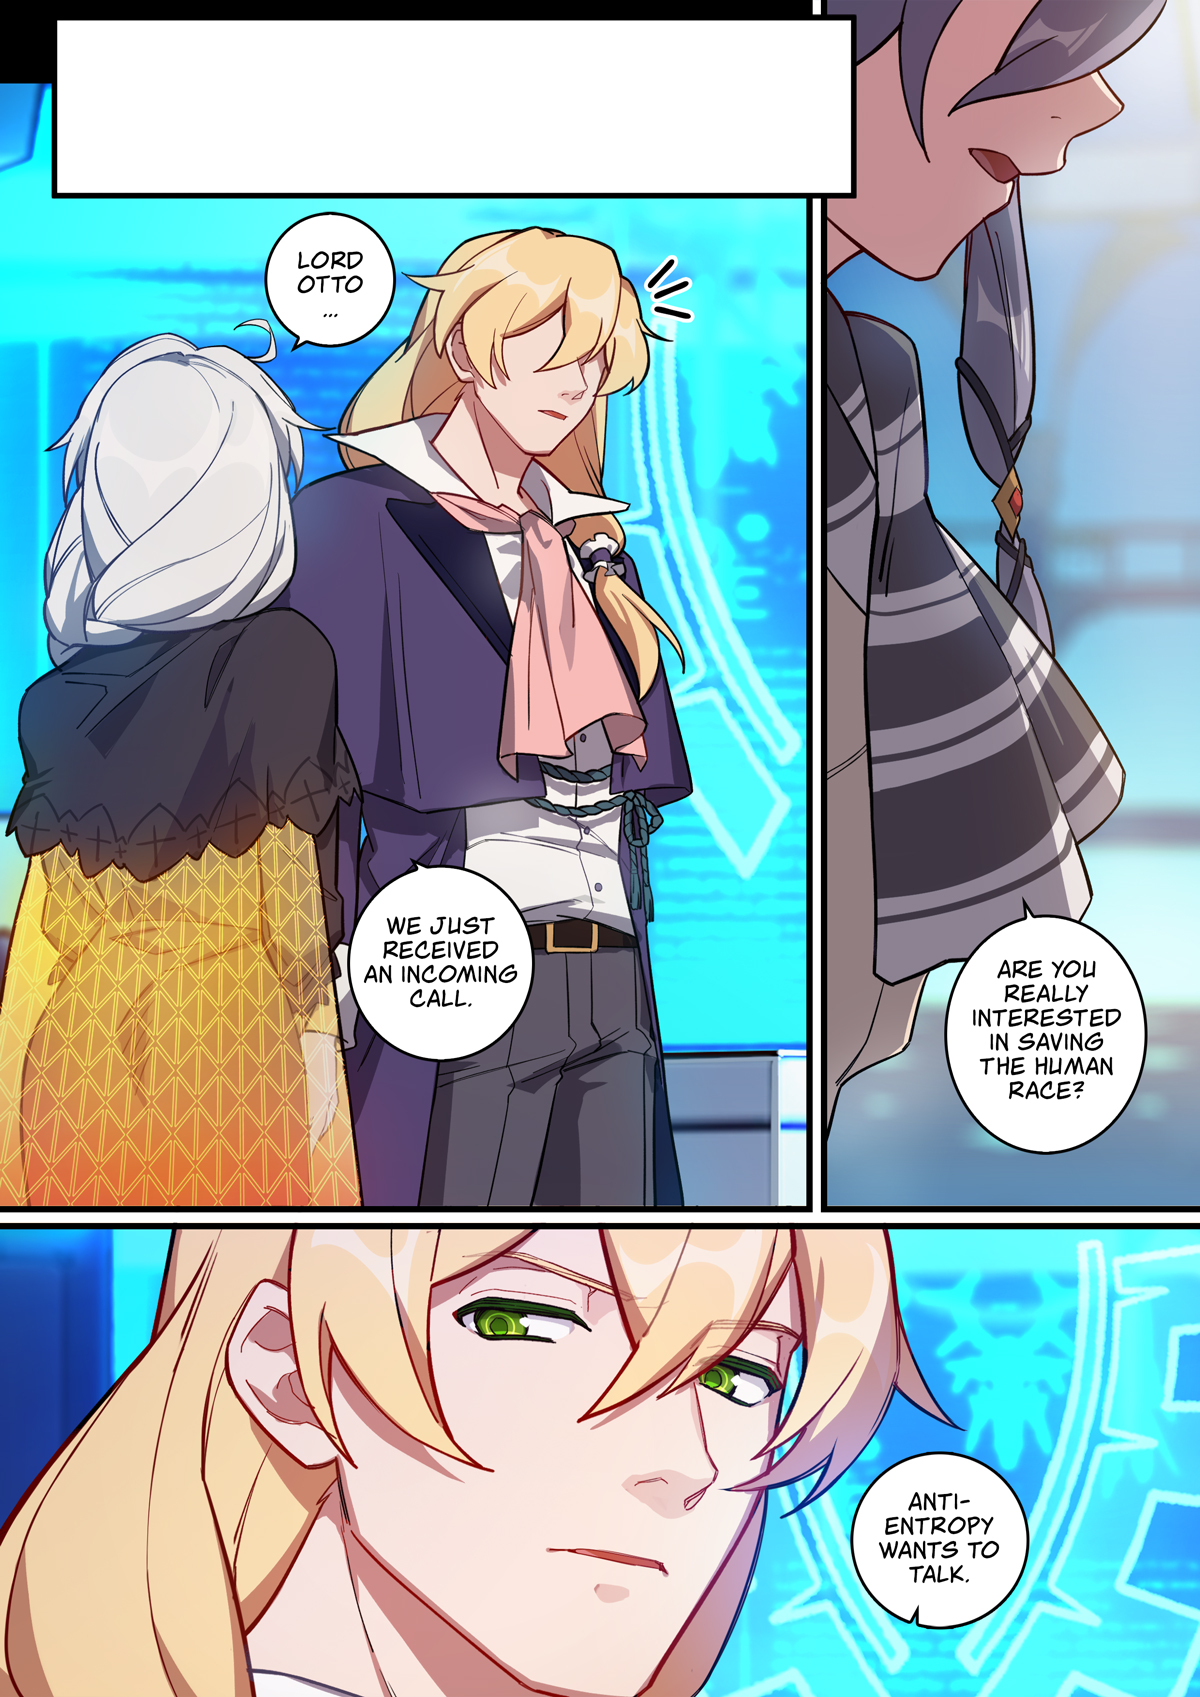 LORD
OTTO
...
WE JUST
RECEIVED
AN INCOMING
CALL.
ARE YOU
REALLY
INTERESTED
IN SAVING
THE HUMAN
RACE?
ANTI-
ENTROPY
WANTS TO
TALK.